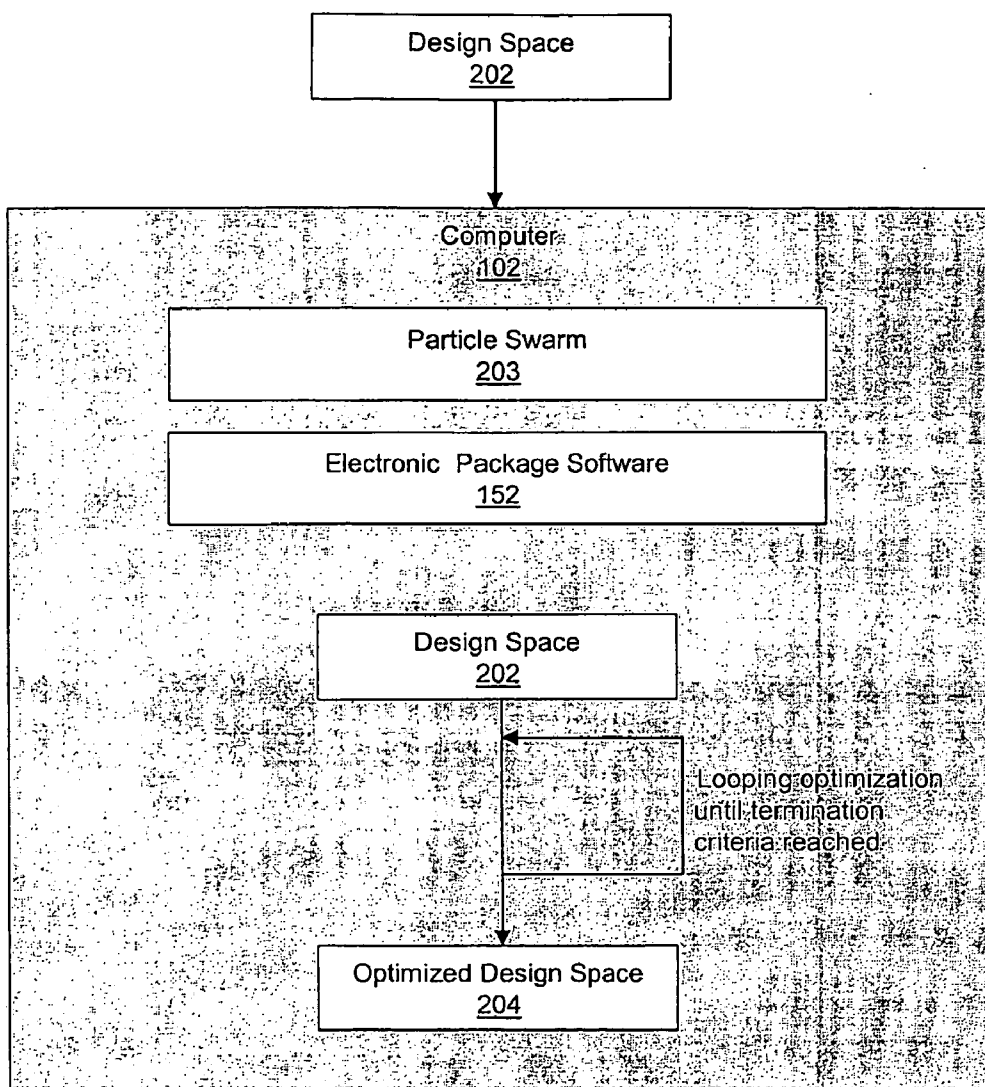 Design Space
202
Computer
102
Particle Swarm
203
Electronic Package Software
152
Design Space
202
Looping optimization
until termination
criteria reached
Optimized Design Space
204